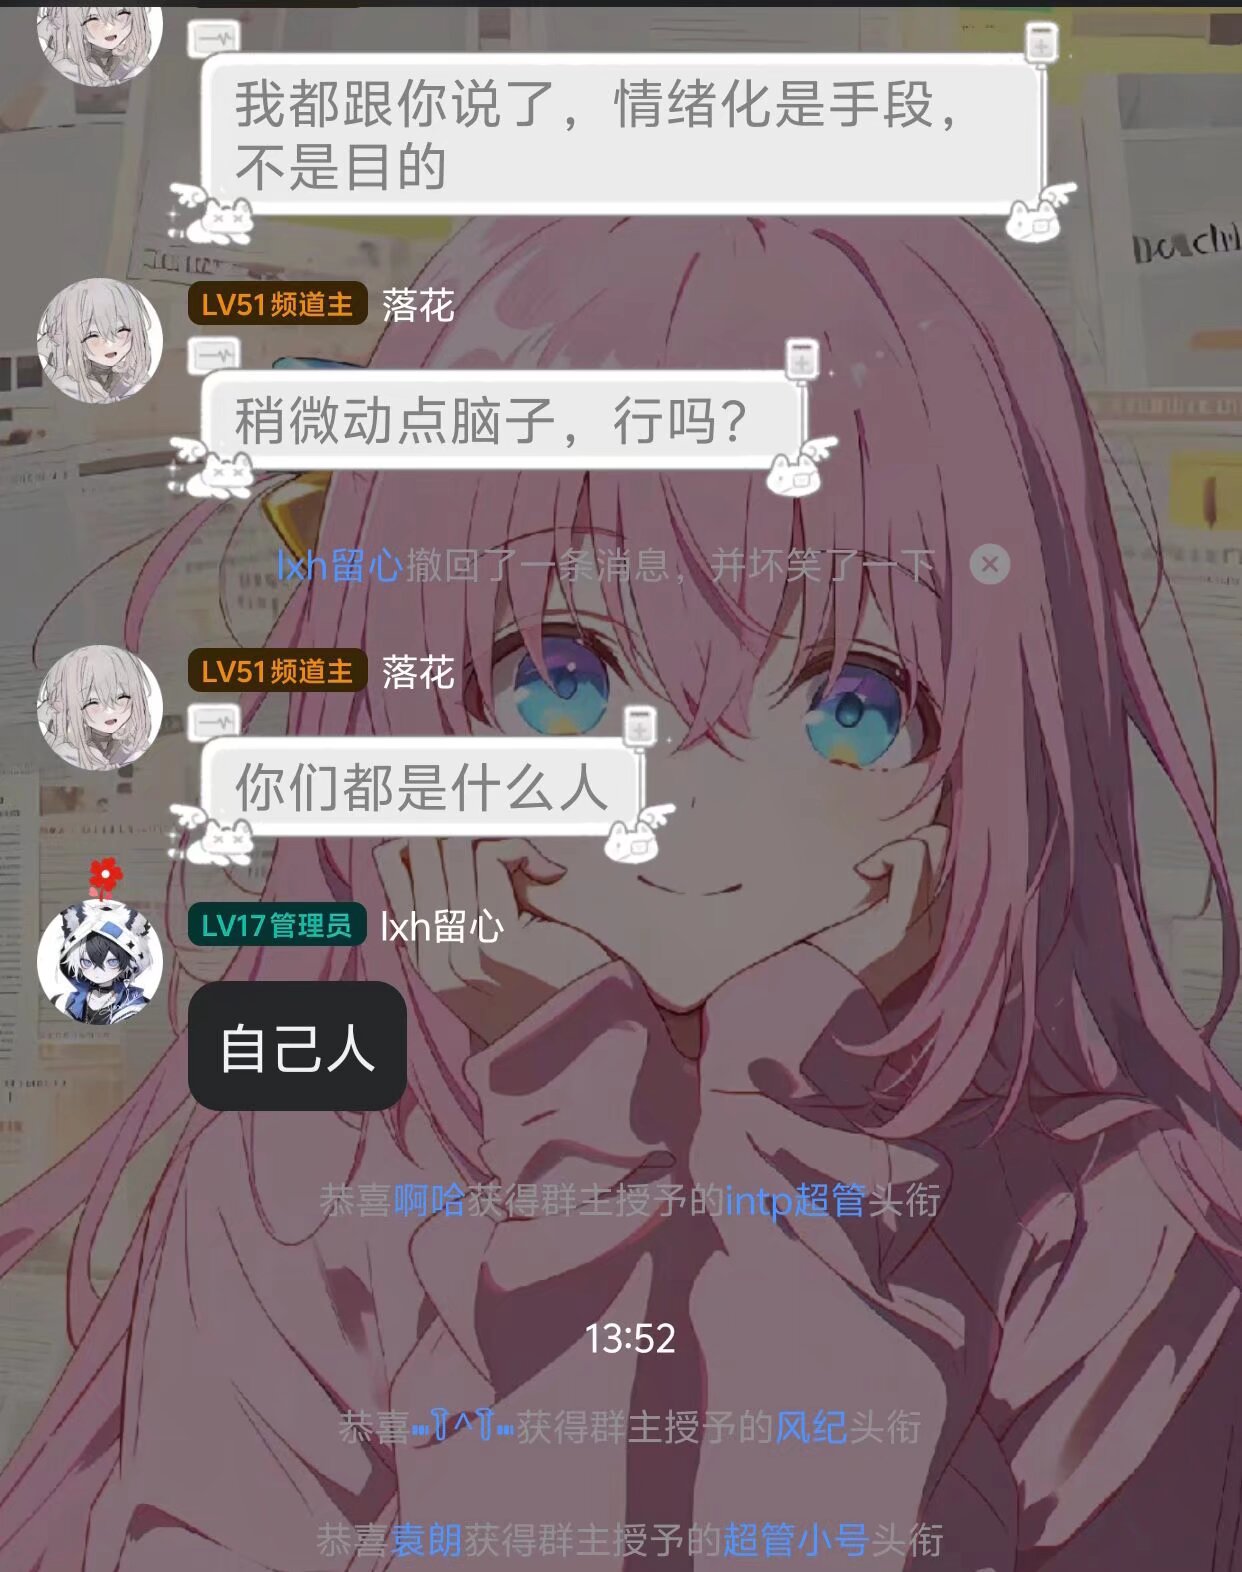 我都跟你说了，情绪化是手段，
不是目的
LV51频道主 落花
稍微动点脑子，行吗？
lxh留心撤回了一条消息，并坏笑了一下
LV51频道主 落花
你们都是什么人
LV17管理员 lxh留心
自己人
恭喜啊哈获得群主授予的intp超管头衔
13:52
恭喜┅T^T┅获得群主授予的风纪头衔
恭喜袁朗获得群主授予的超管小号头衔